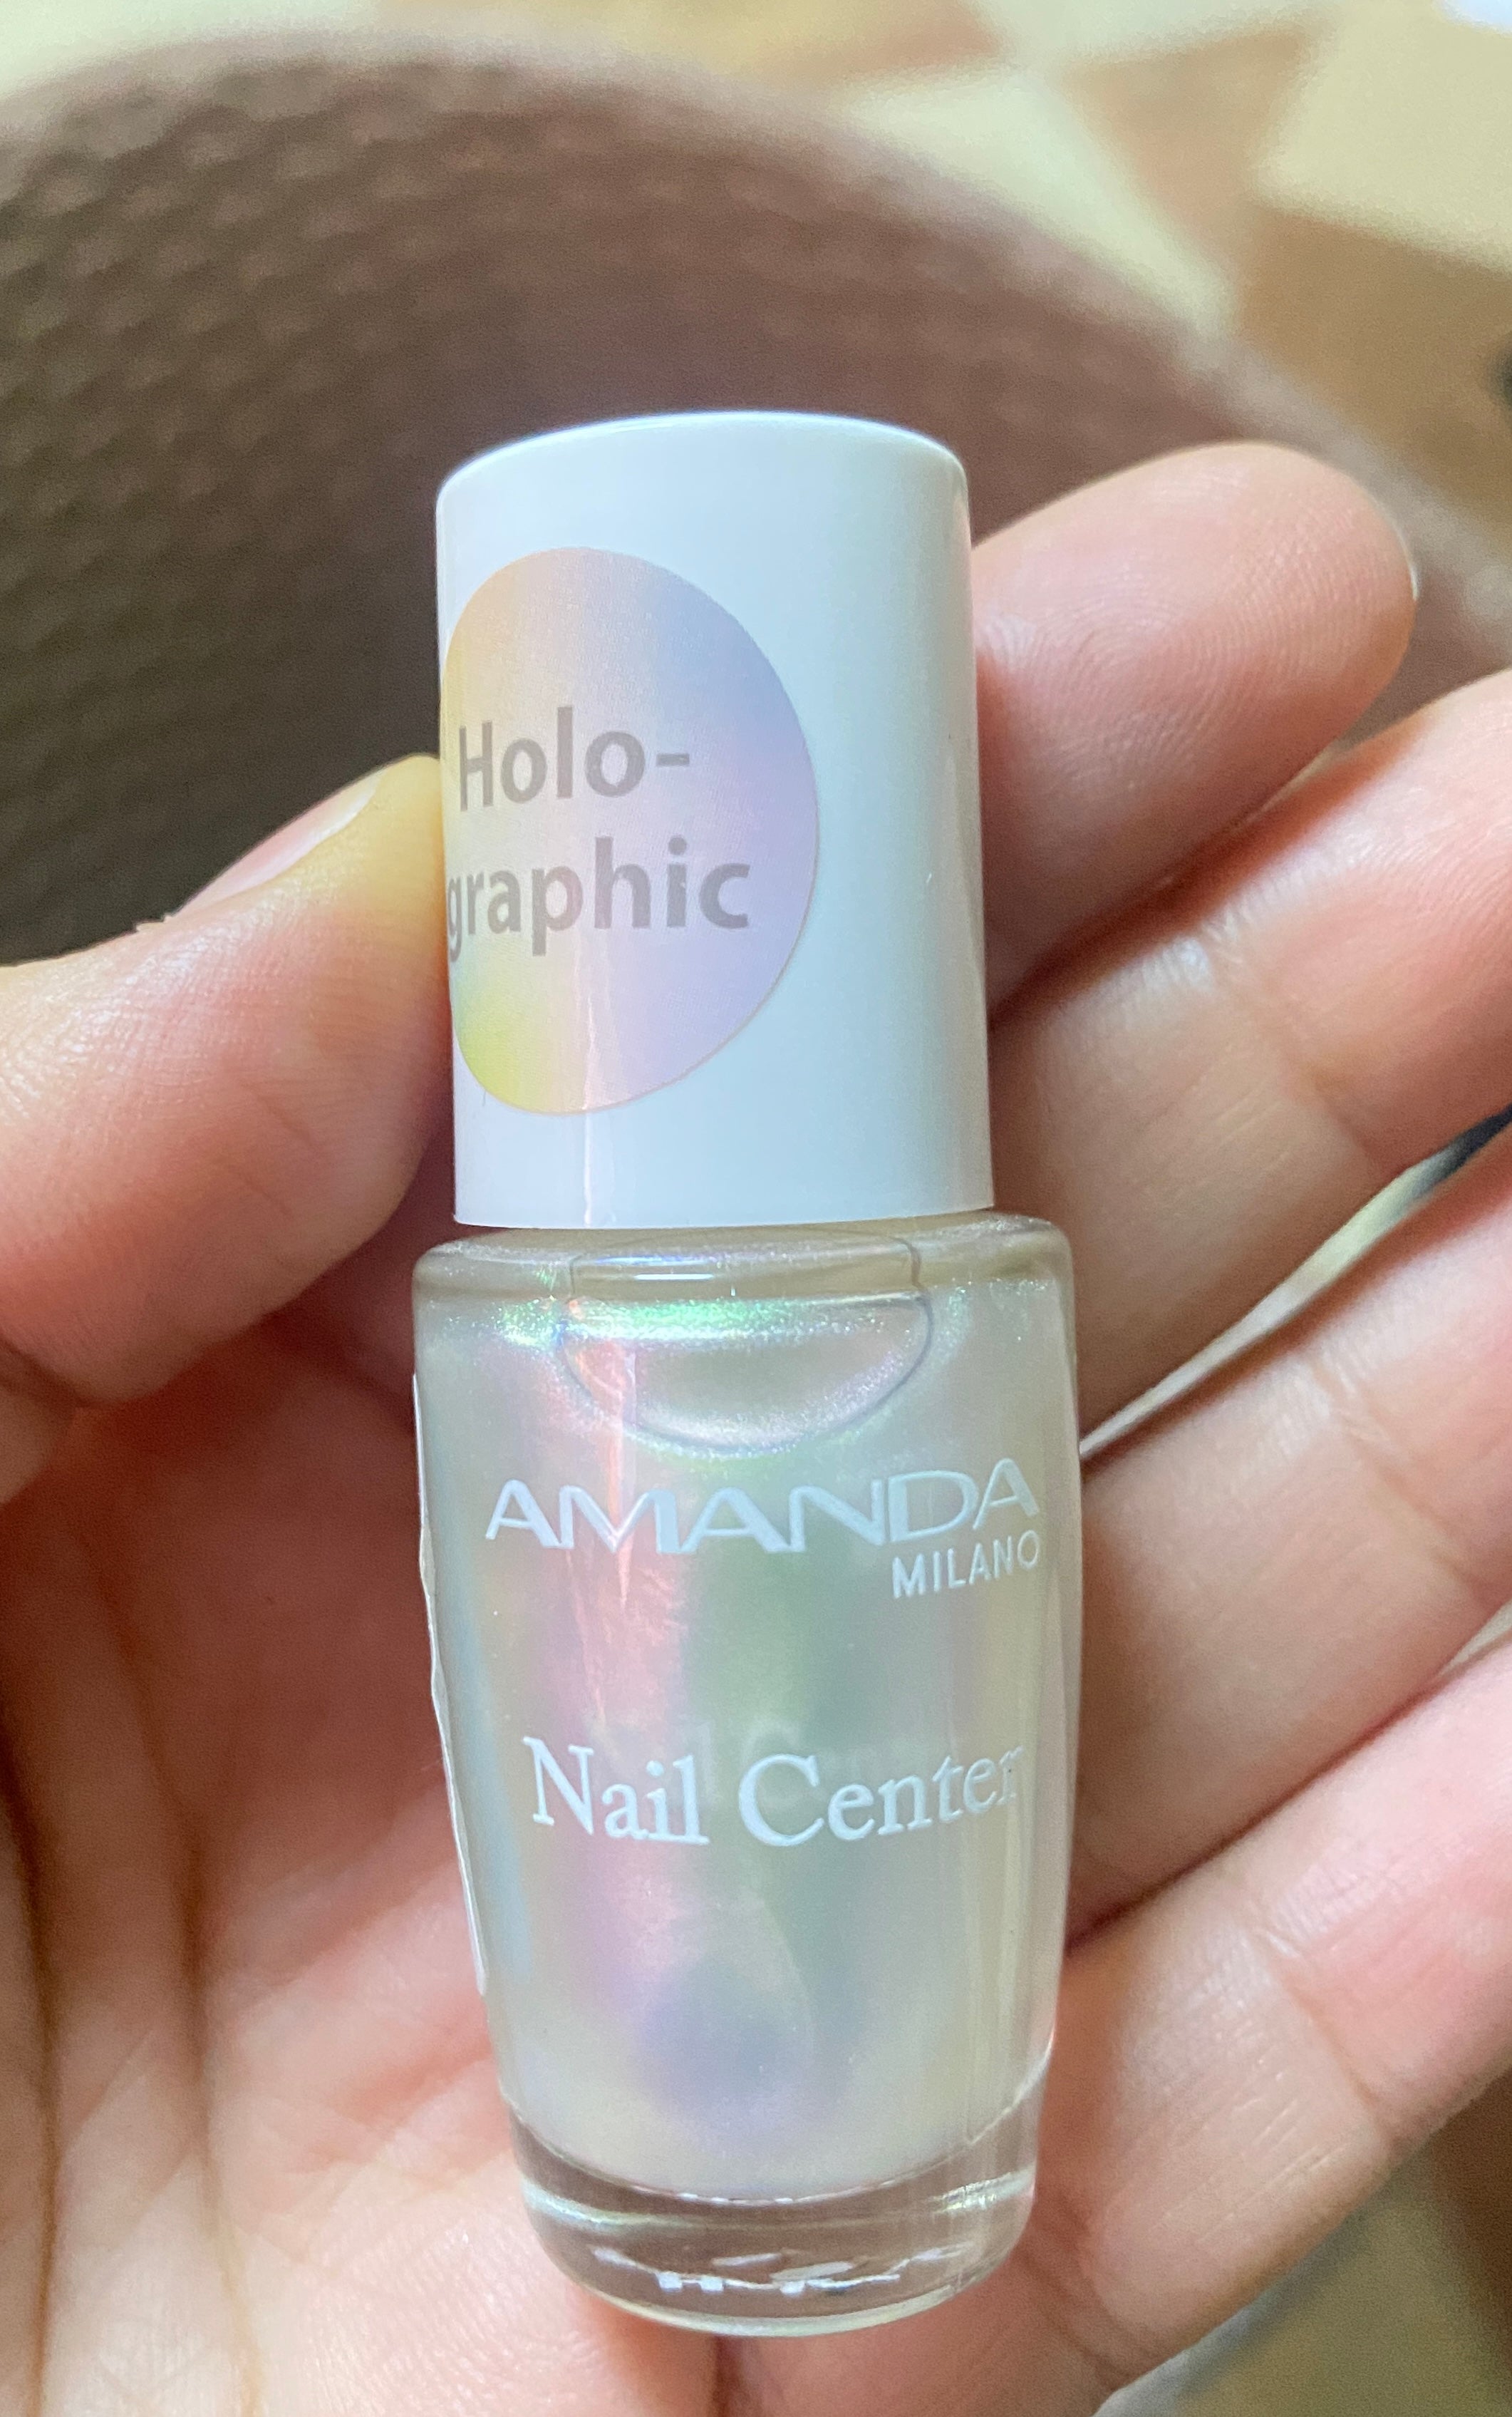 Holo-
graphic
AMANDA
MILANO
Nail Center